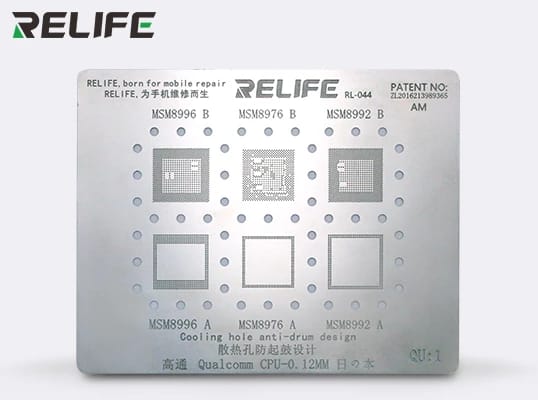 RELIFE
RELIFE, born for mobile repair
RELIFE, 为手机维修而生
RELIFE RL-044
PATENT NO:
ZL2016213989365
AM
MSM8996 B MSM8976 B MSM8992 B
MSM8996 A MSM8976 A MSM8992 A
Cooling hole anti-drum design
散热孔防起鼓设计
高通 Qualcomm CPU-0.12MM 日の本
QU:1